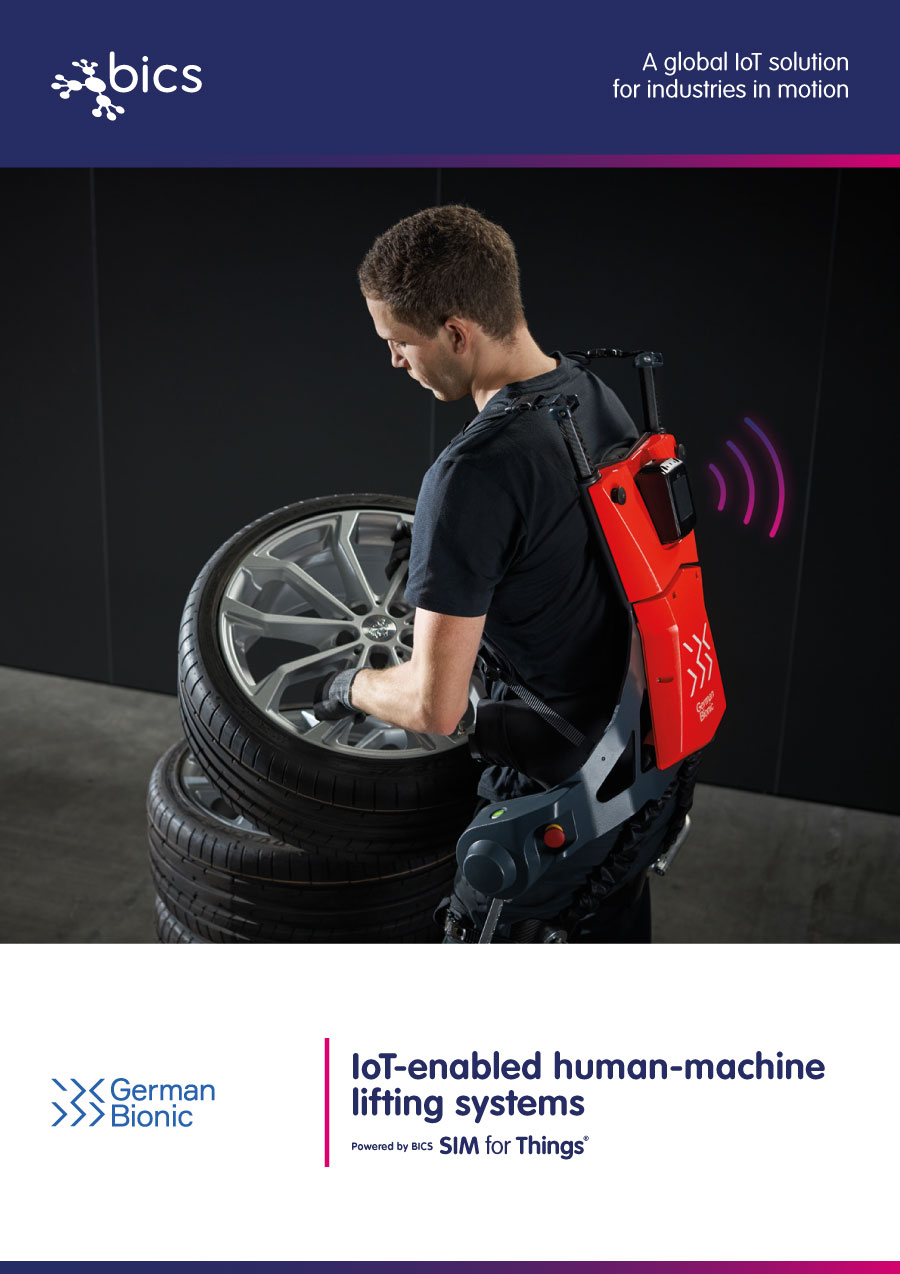 bics
A global IoT solution
for industries in motion
German
Bionic
German
Bionic
IoT-enabled human-machine
lifting systems
Powered by BICS SIM for Things®